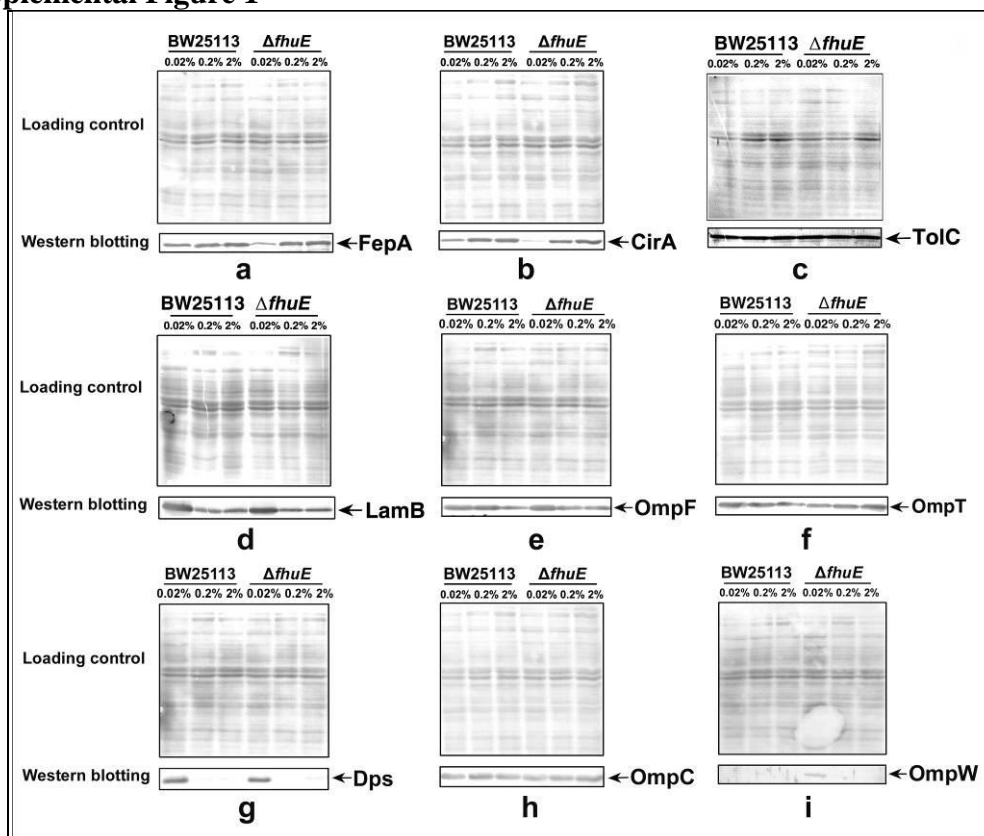 plemental Figure 1
BW25113 ΔfhuE BW25113 ΔfhuE BW25113 ΔfhuE
0.02% 0.2% 2% 0.02% 0.2% 2% 0.02% 0.2% 2% 0.02% 0.2% 2% 0.02% 0.2% 2% 0.02% 0.2% 2%
Loading control
Western blotting ←FepA ←CirA ←TolC
a b c
BW25113 ΔfhuE BW25113 ΔfhuE BW25113 ΔfhuE
0.02% 0.2% 2% 0.02% 0.2% 2% 0.02% 0.2% 2% 0.02% 0.2% 2% 0.02% 0.2% 2% 0.02% 0.2% 2%
Loading control
Western blotting ←LamB ←OmpF ←OmpT
d e f
BW25113 ΔfhuE BW25113 ΔfhuE BW25113 ΔfhuE
0.02% 0.2% 2% 0.02% 0.2% 2% 0.02% 0.2% 2% 0.02% 0.2% 2% 0.02% 0.2% 2% 0.02% 0.2% 2%
Loading control
Western blotting ←Dps ←OmpC ←OmpW
g h i